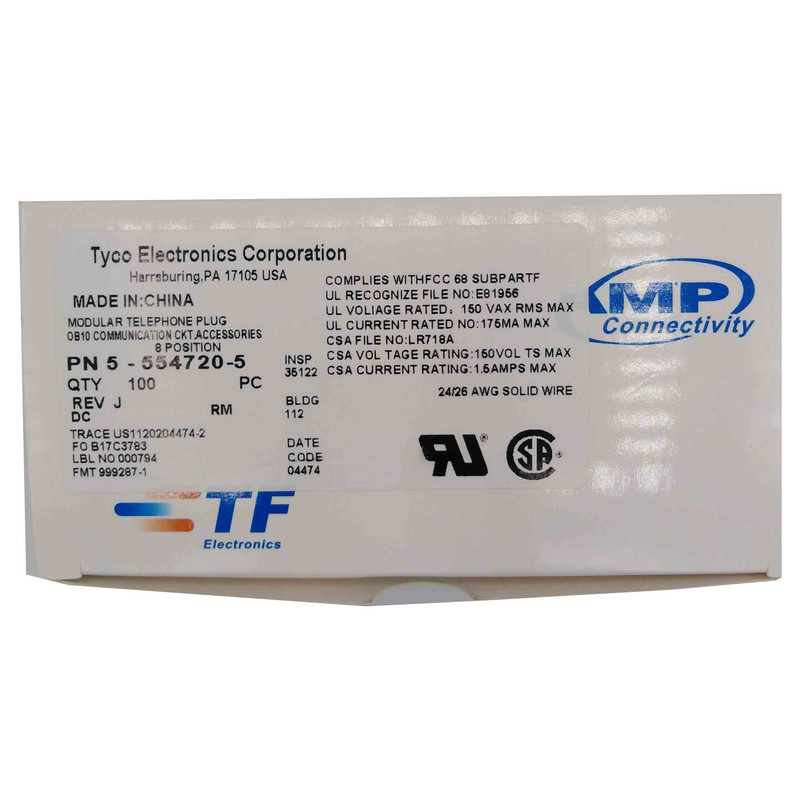 Tyco Electronics Corporation
Harrsburing,PA 17105 USA
MADE IN:CHINA
MODULAR TELEPHONE PLUG
OB10 COMMUNICATION CKT.ACCESSORIES
8 POSITION
PN 5 - 554720-5
QTY 100 PC
REV J
DC
RM
TRACE US1120204474-2
FO B17C3783
LBL NO 000794
FMT 999287-1
INSP
35122
BLDG
112
DATE
CODE
04474
COMPLIES WITHFCC 68 SUBPARTF
UL RECOGNIZE FILE NO:E81956
UL VOLTAGE RATED: 150 VAX RMS MAX
UL CURRENT RATED NO:175MA MAX
CSA FILE NO:LR718A
CSA VOL TAGE RATING:150VOL TS MAX
CSA CURRENT RATING:1.5AMPS MAX
24/26 AWG SOLID WIRE
RU®
SA®
MP
Connectivity
TF
Electronics